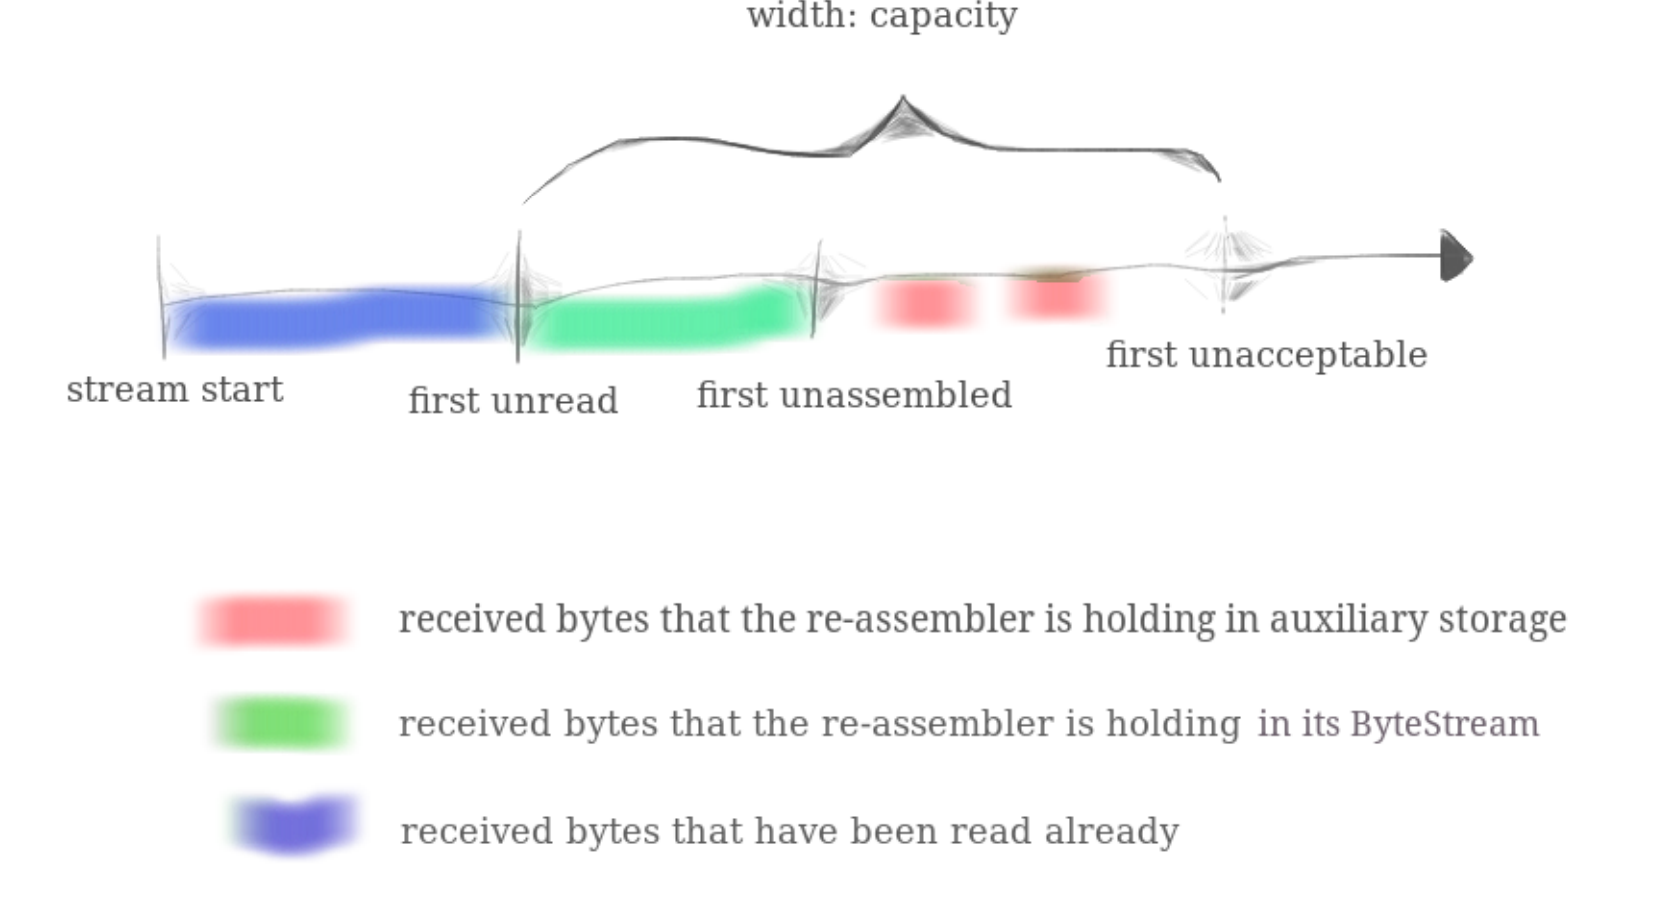 width: capacity
stream start
first unread
first unassembled
first unacceptable
received bytes that the re-assembler is holding in auxiliary storage
received bytes that the re-assembler is holding in its ByteStream
received bytes that have been read already